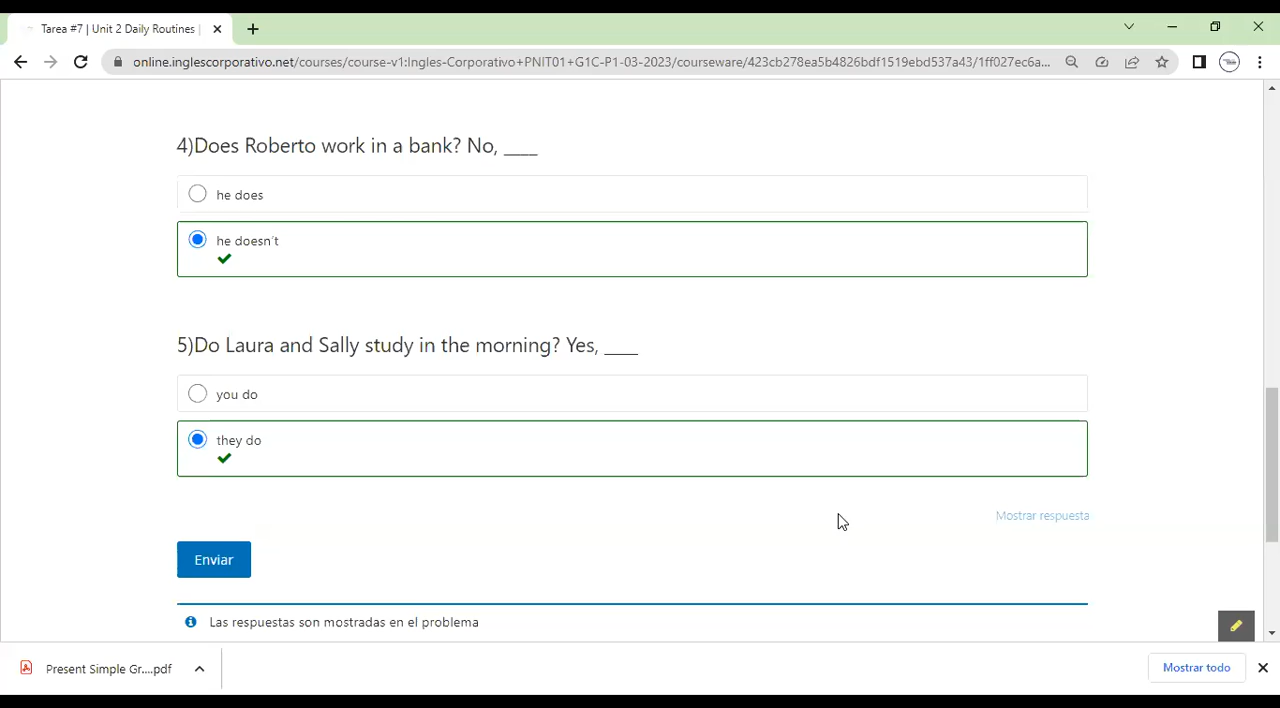 Tarea #7 | Unit 2 Daily Routines |
online.inglescorporativo.net/courses/course-v1:Ingles-Corporativo+PNIT01+G1C-P1-03-2023/courseware/423cb278ea5b4826bdf1519ebd537a43/1ff027ec6a...
4)Does Roberto work in a bank? No, ____
he does
he doesn´t
5)Do Laura and Sally study in the morning? Yes, ____
you do
they do
Mostrar respuesta
Enviar
Las respuestas son mostradas en el problema
Present Simple Gr....pdf
Mostrar todo